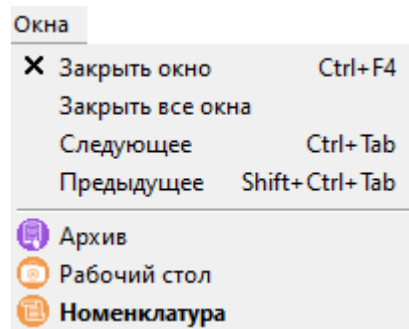 Окна
Закрыть окно Ctrl+F4
Закрыть все окна
Следующее Ctrl+Tab
Предыдущее Shift+Ctrl+Tab
Архив
Рабочий стол
Номенклатура